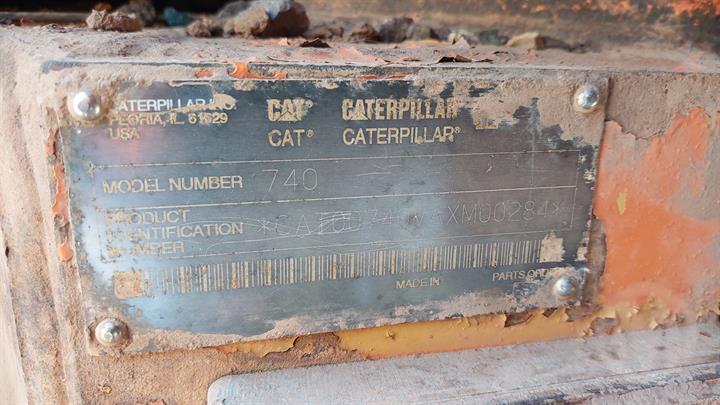 CATERPILLAR INC.
PEORIA, IL 61629
USA
CAT CATERPILLAR
CAT® CATERPILLAR®
MODEL NUMBER 740
PRODUCT
IDENTIFICATION
NUMBER
MADE IN
PARTS OF